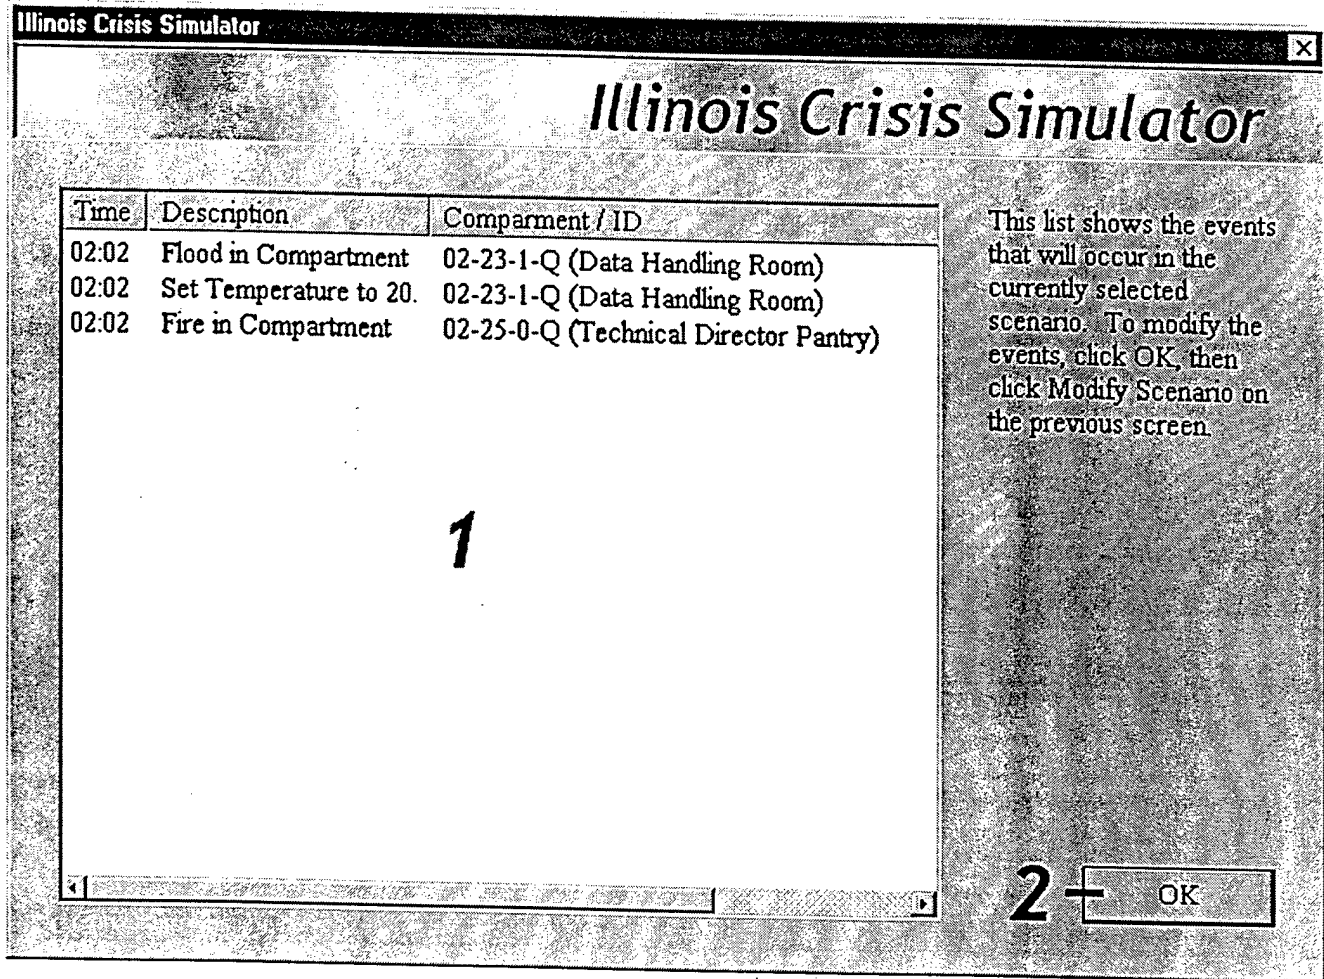 Illinois Crisis Simulator
Illinois Crisis Simulator
Time Description Comparment / ID
02:02 Flood in Compartment 02-23-1-Q (Data Handling Room)
02:02 Set Temperature to 20. 02-23-1-Q (Data Handling Room)
02:02 Fire in Compartment 02-25-0-Q (Technical Director Pantry)
This list shows the events
that will occur in the
currently selected
scenario. To modify the
events, click OK, then
click Modify Scenario on
the previous screen.
1
2
OK